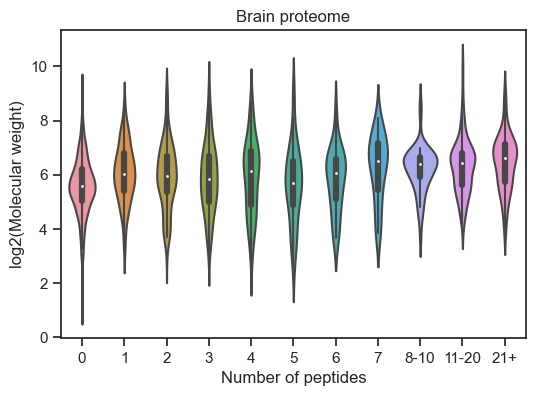 Brain proteome
log2(Molecular weight)
10
8
6
4
2
0
0 1 2 3 4 5 6 7 8-10 11-20 21+
Number of peptides